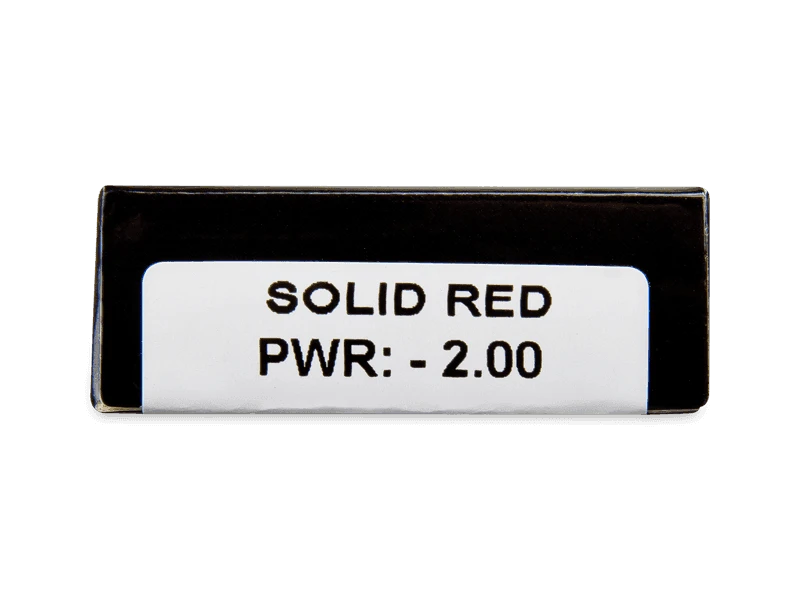 SOLID RED
PWR: - 2.00